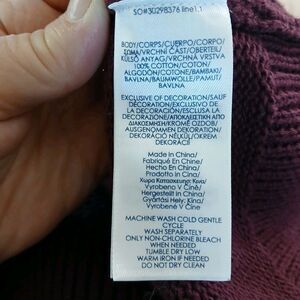 SO#30298376 line1.1
BODY/CORPS/CUERPO/CORPO/
ΣΩΜΑ/VRCHNÍ ČÁST/OBERTEIL/
KÜLSŐ ANYAG/VRCHNÁ VRSTVA
100% COTTON/COTON/
ALGODÓN/COTONE/BAMBAKI/
BAVLNA/BAUMWOLLE/PAMUT/
BAVLNA
EXCLUSIVE OF DECORATION/SAUF
DÉCORATION/EXCLUSIVO DE LA
DECORACIÓN/ESCLUSA LA
DECORAZIONE/ΑΠΟΚΛΕΙΣΤΙΚΗ ΑΠΟ
ΔΙΑΚΟΣΜΗΣΗ/KROMĚ OZDOB/
AUSGENOMMEN DEKORATION/
DEKORÁCIÓ NÉLKÜL/OKREM
DEKORÁCIÍ
Made in China/
Fabriqué En Chine/
Hecho En China/
Prodotto in Cina/
Χωρα Κατασκευης: Κινα/
Vyrobeno V Číně/
Hergestellt in China/
Gyártási Hely: Kína/
Vyrobené V Číne
MACHINE WASH COLD GENTLE
CYCLE
WASH SEPARATELY
ONLY NON-CHLORINE BLEACH
WHEN NEEDED
TUMBLE DRY LOW
WARM IRON IF NEEDED
DO NOT DRY CLEAN